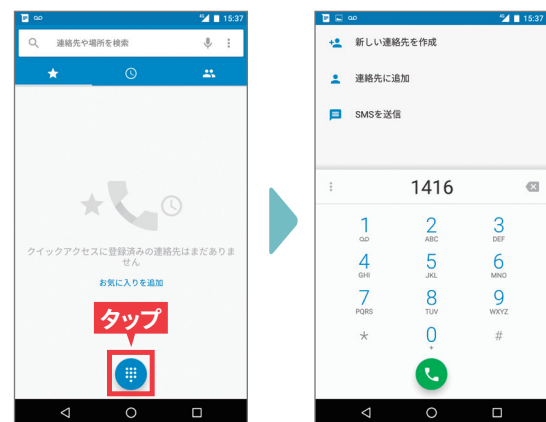 15:37
連絡先や場所を検索
クイックアクセスに登録済みの連絡先はまだありま
せん
お気に入りを追加
タップ
15:37
新しい連絡先を作成
連絡先に追加
SMSを送信
1416
1 2 3
ABC DEF
4 5 6
GHI JKL MNO
7 8 9
PQRS TUV WXYZ
* 0 #
+